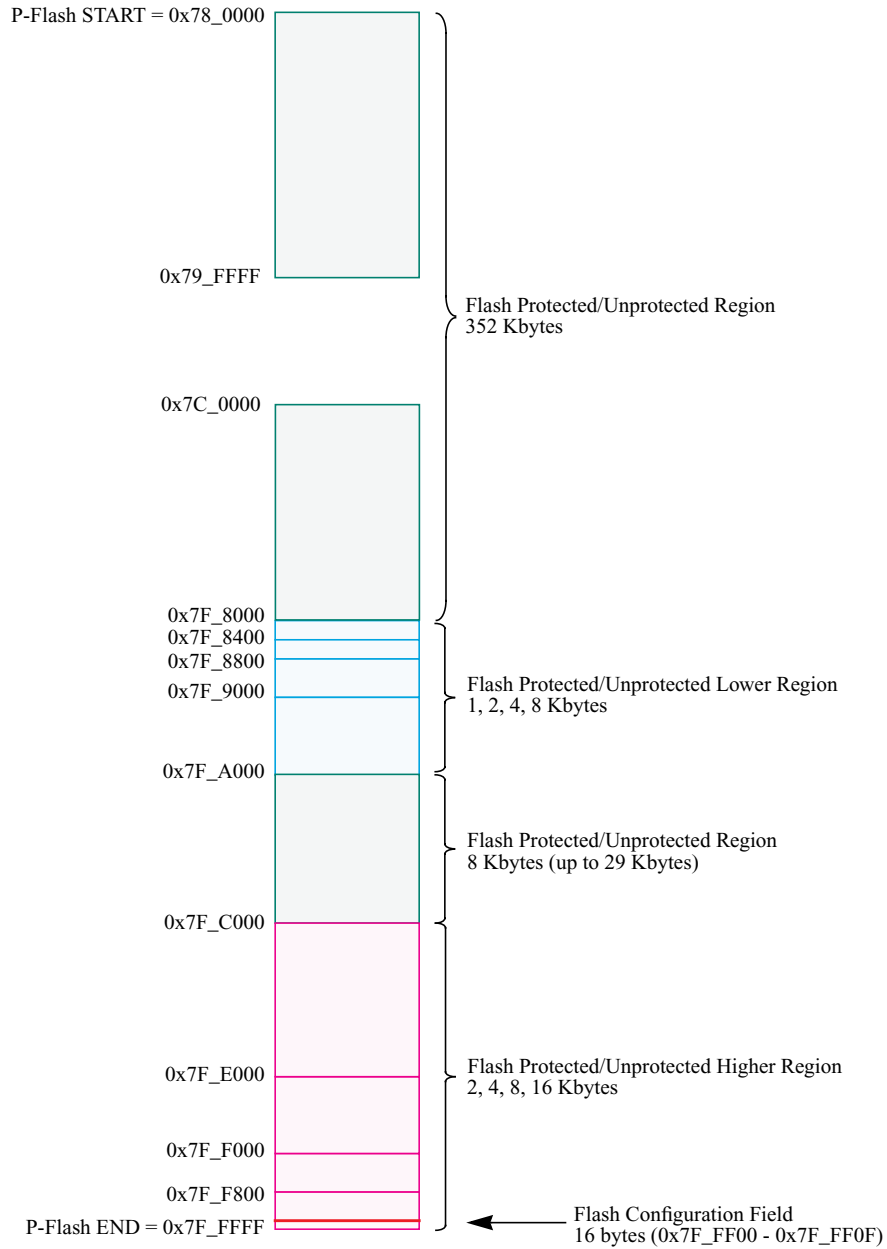 P-Flash START = 0x78_0000
0x79_FFFF
Flash Protected/Unprotected Region
352 Kbytes
0x7C_0000
0x7F_8000
0x7F_8400
0x7F_8800
0x7F_9000
Flash Protected/Unprotected Lower Region
1, 2, 4, 8 Kbytes
0x7F_A000
Flash Protected/Unprotected Region
8 Kbytes (up to 29 Kbytes)
0x7F_C000
0x7F_E000
Flash Protected/Unprotected Higher Region
2, 4, 8, 16 Kbytes
0x7F_F000
0x7F_F800
P-Flash END = 0x7F_FFFF
Flash Configuration Field
16 bytes (0x7F_FF00 - 0x7F_FF0F)